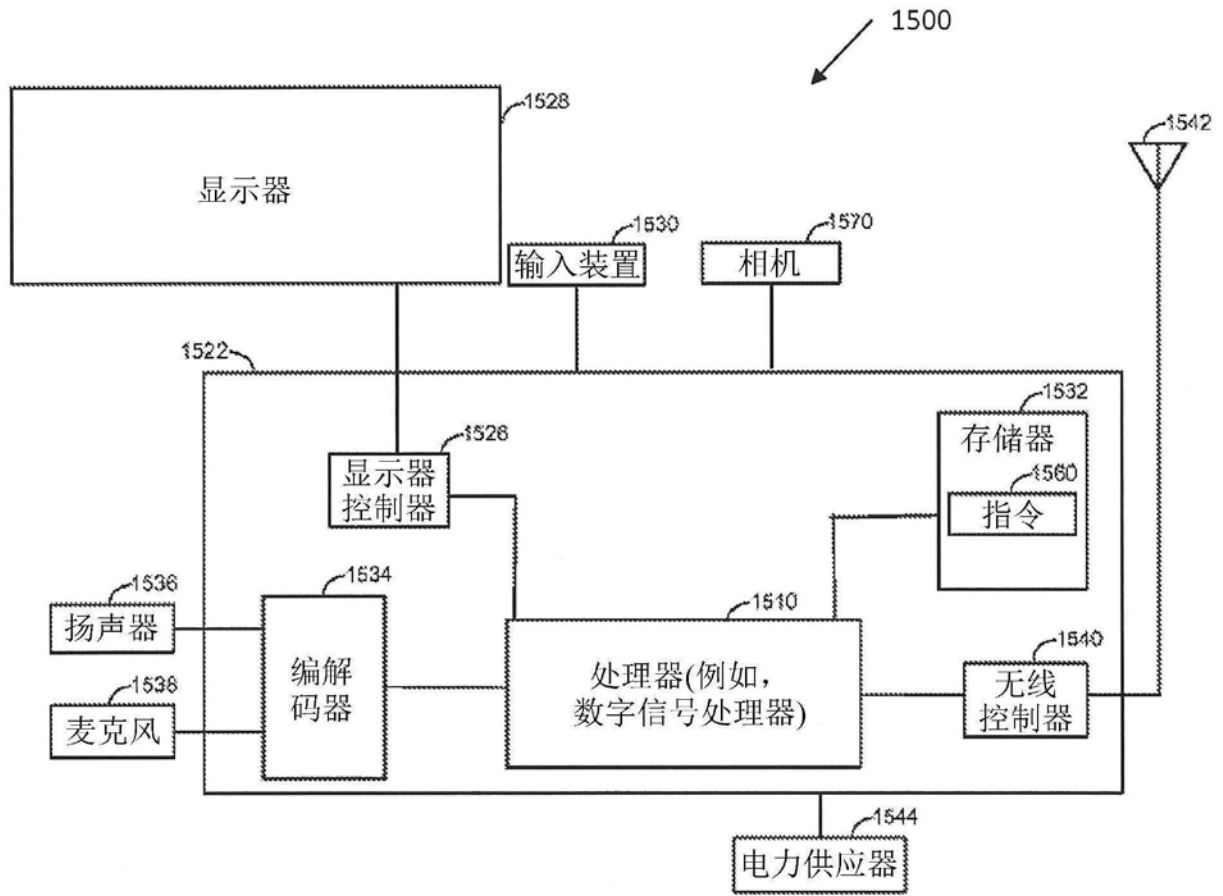 1500
1528
显示器
1542
1530
输入装置
1570
相机
1522
1526
显示器
控制器
1532
存储器
1560
指令
1534
编解
码器
1536
扬声器
1538
麦克风
1510
处理器(例如,
数字信号处理器)
1540
无线
控制器
1544
电力供应器